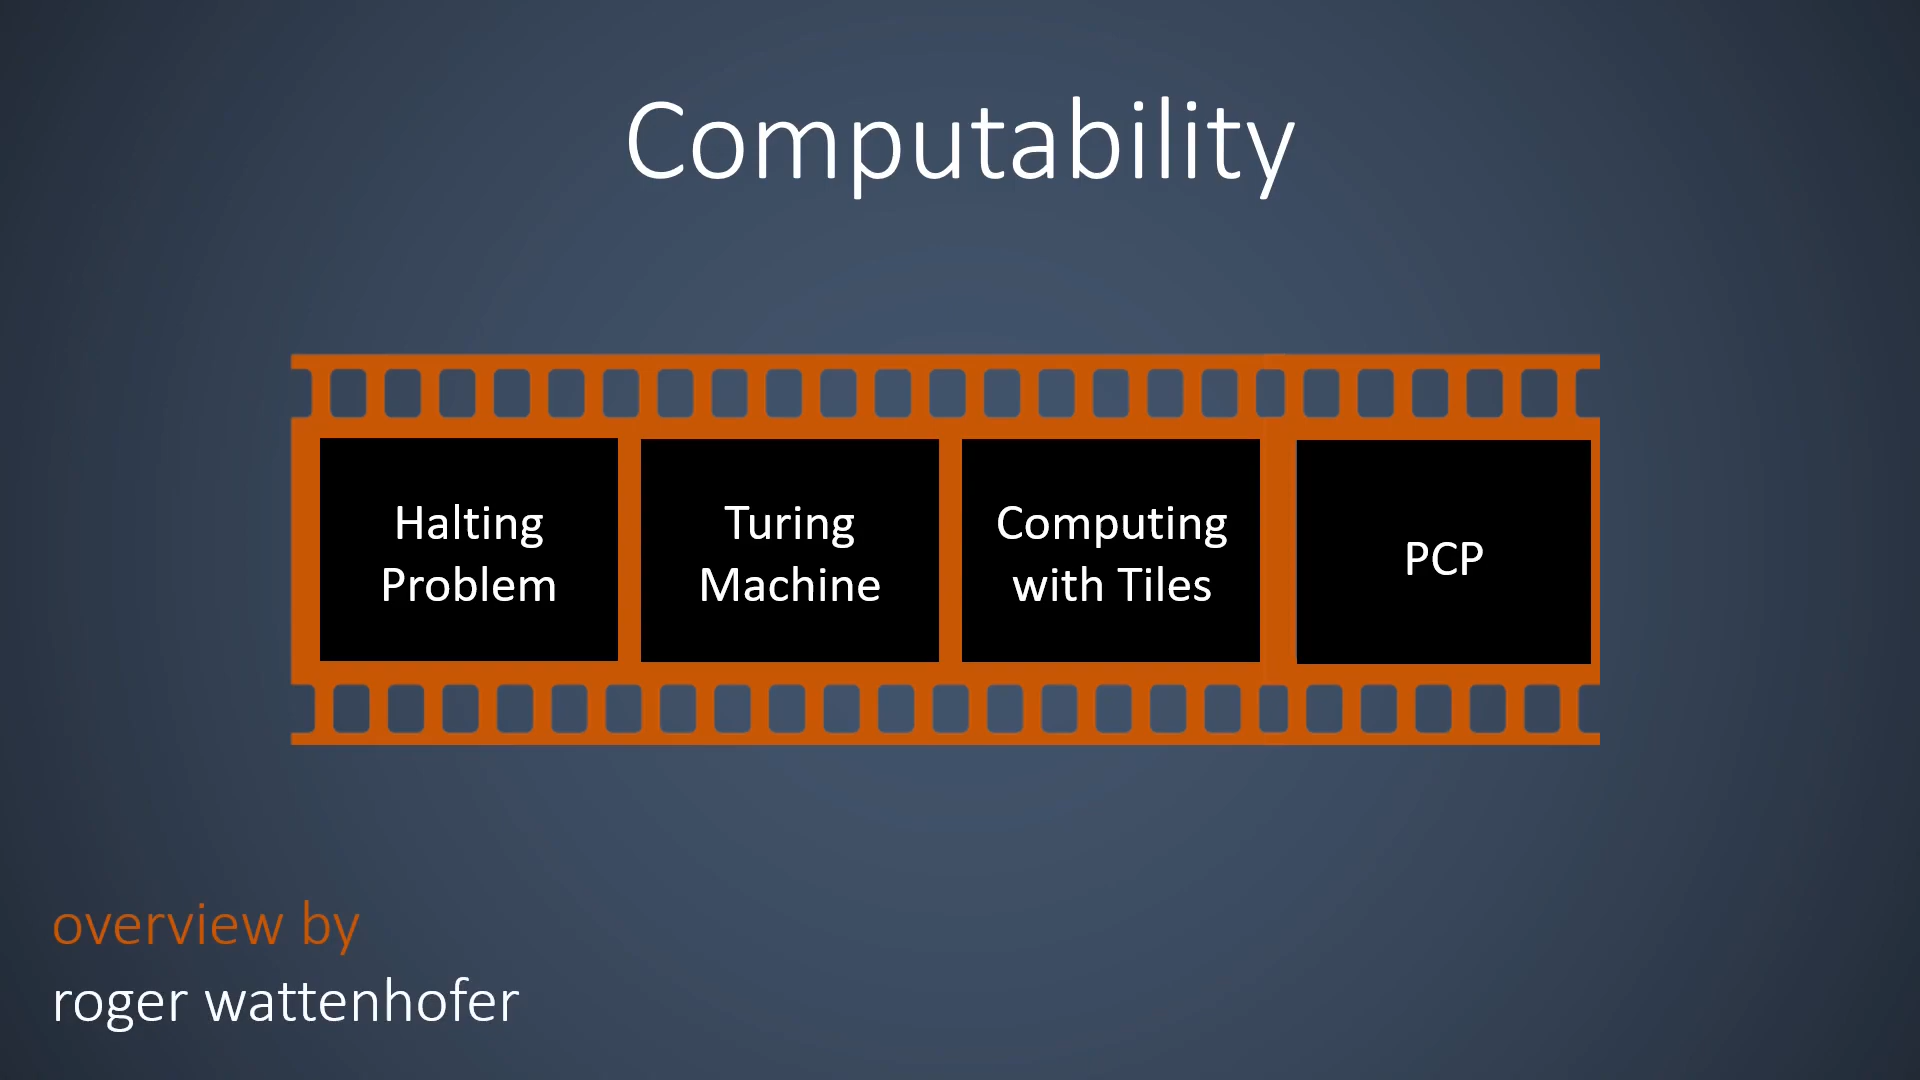 Computability
Halting
Problem
Turing
Machine
Computing
with Tiles
PCP
overview by
roger wattenhofer